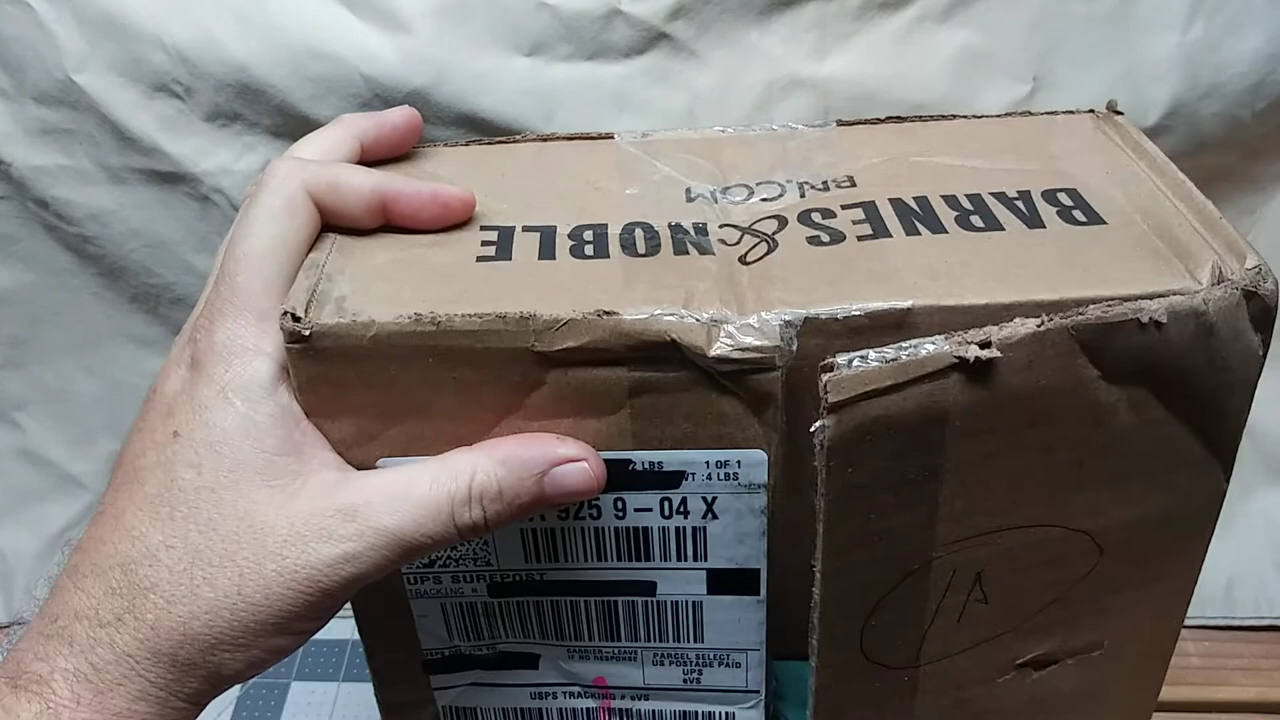 BARNES & NOBLE
BN.COM
2 LBS 1 OF 1
WT :4 LBS
925 9-04 X
UPS SUREPOST
TRACKING #:
CARRIER-LEAVE
IF NO RESPONSE
PARCEL SELECT
US POSTAGE PAID
UPS
eVS
USPS TRACKING # eVS
1A